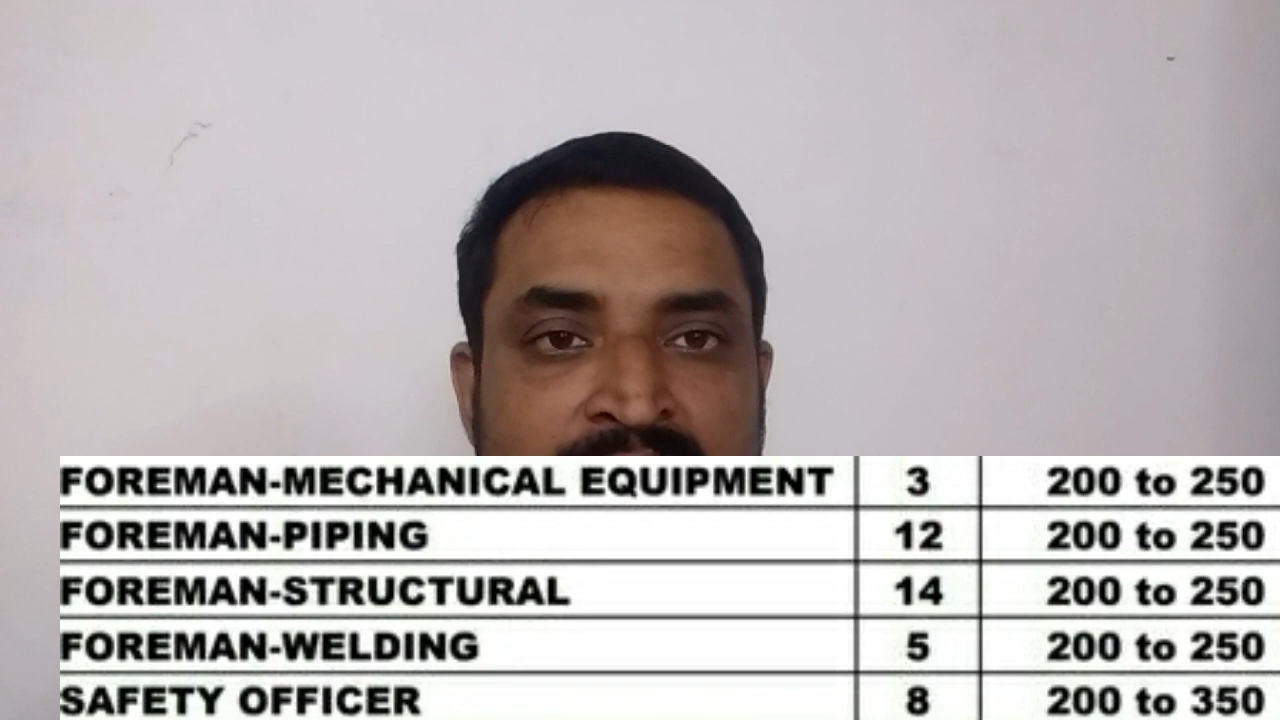 FOREMAN-MECHANICAL EQUIPMENT 3 200 to 250
FOREMAN-PIPING 12 200 to 250
FOREMAN-STRUCTURAL 14 200 to 250
FOREMAN-WELDING 5 200 to 250
SAFETY OFFICER 8 200 to 350